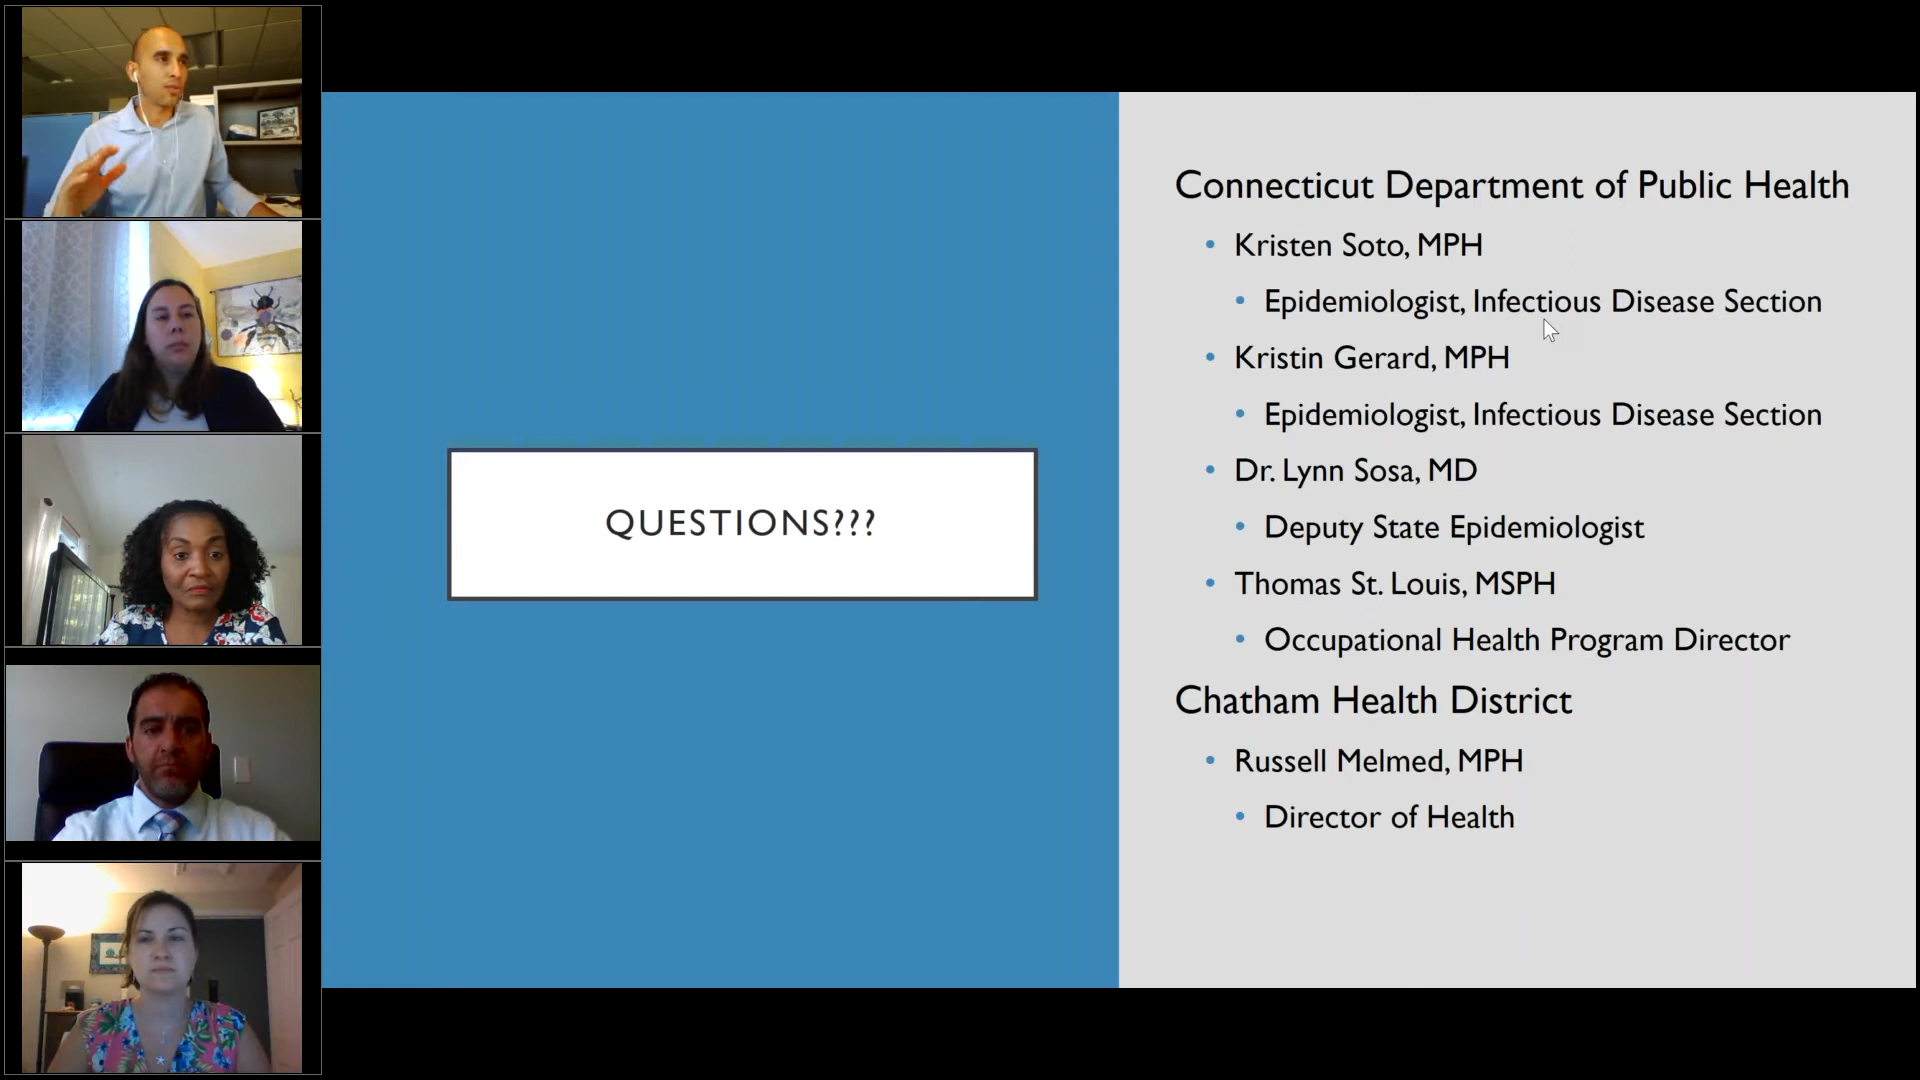 QUESTIONS???
Connecticut Department of Public Health
• Kristen Soto, MPH
• Epidemiologist, Infectious Disease Section
• Kristin Gerard, MPH
• Epidemiologist, Infectious Disease Section
• Dr. Lynn Sosa, MD
• Deputy State Epidemiologist
• Thomas St. Louis, MSPH
• Occupational Health Program Director
Chatham Health District
• Russell Melmed, MPH
• Director of Health